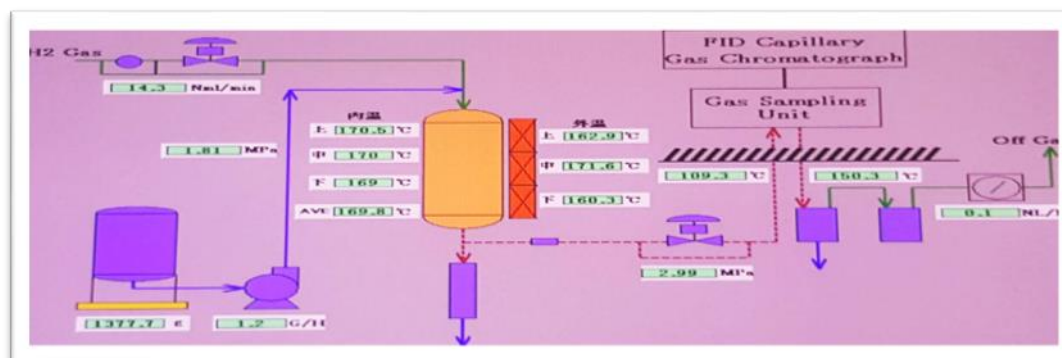 H2 Gas
14.3 Nml/min
FID Capillary
Gas Chromatograph
Gas Sampling
Unit
内温
上 170.5 ℃
中 170 ℃
下 169 ℃
AVE 169.8 ℃
外温
上 162.9 ℃
中 171.6 ℃
下 160.3 ℃
1.81 MPa
109.3 ℃
150.3 ℃
Off Ga
0.1 NL/
2.99 MPa
1377.7 g
1.2 G/H